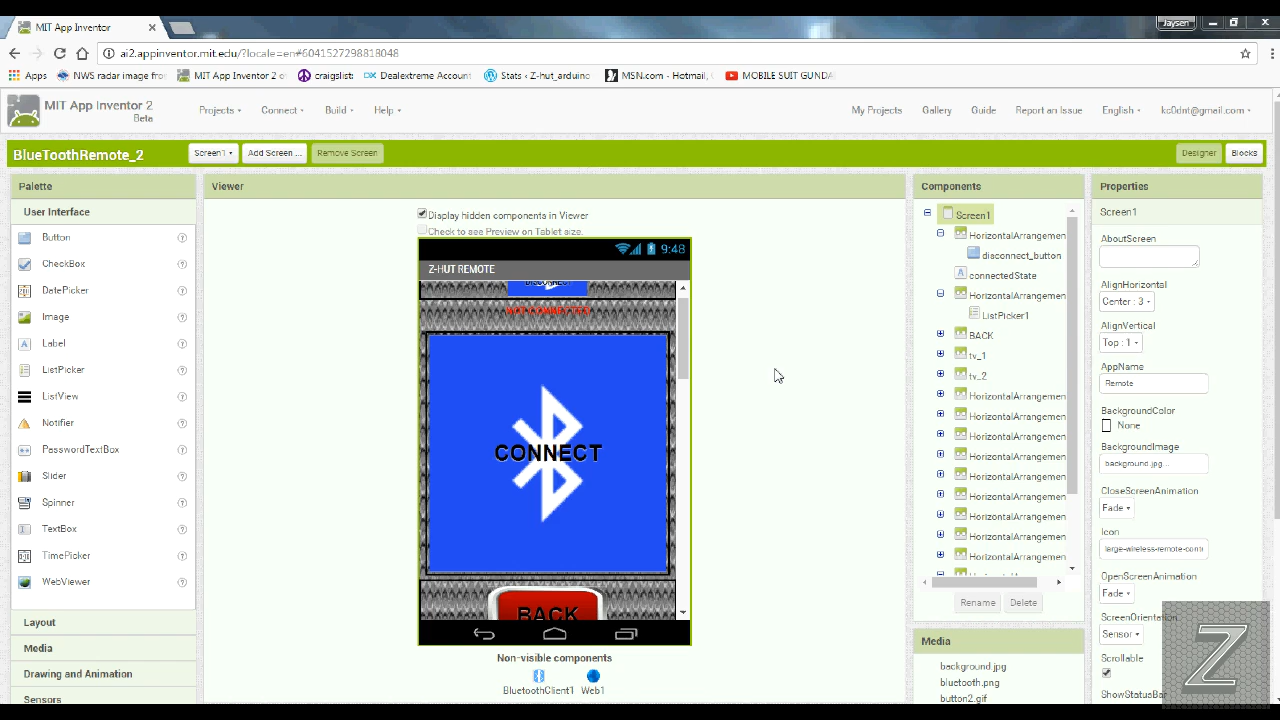 MIT App Inventor
Jaysen
ai2.appinventor.mit.edu/?locale=en#6041527298818048
Apps NWS radar image from MIT App Inventor 2 craigslist: Dealextreme Account Stats ‹ Z-hut_arduino MSN.com - Hotmail, MOBILE SUIT GUNDA
MIT App Inventor 2
Beta
Projects Connect Build Help My Projects Gallery Guide Report an Issue English kc0dnt@gmail.com
BlueToothRemote_2 Screen1 Add Screen ... Remove Screen Designer Blocks
Palette Viewer Components Properties
User Interface
Button
CheckBox
DatePicker
Image
Label
ListPicker
ListView
Notifier
PasswordTextBox
Slider
Spinner
TextBox
TimePicker
WebViewer
Layout
Media
Drawing and Animation
Sensors
Display hidden components in Viewer
Check to see Preview on Tablet size.
9:48
Z-HUT REMOTE
DISCONNECT
NOT CONNECTED
CONNECT
BACK
Non-visible components
BluetoothClient1 Web1
Screen1
HorizontalArrangemen
disconnect_button
connectedState
HorizontalArrangemen
ListPicker1
BACK
tv_1
tv_2
HorizontalArrangemen
HorizontalArrangemen
HorizontalArrangemen
HorizontalArrangemen
HorizontalArrangemen
HorizontalArrangemen
HorizontalArrangemen
HorizontalArrangemen
HorizontalArrangemen
Rename Delete
Media
background.jpg
bluetooth.png
button2.gif
Screen1
AboutScreen
AlignHorizontal
Center : 3
AlignVertical
Top : 1
AppName
Remote
BackgroundColor
None
BackgroundImage
background.jpg...
CloseScreenAnimation
Fade
Icon
large-wireless-remote-contr
OpenScreenAnimation
Fade
ScreenOrientation
Sensor
Scrollable
ShowStatusBar
Z